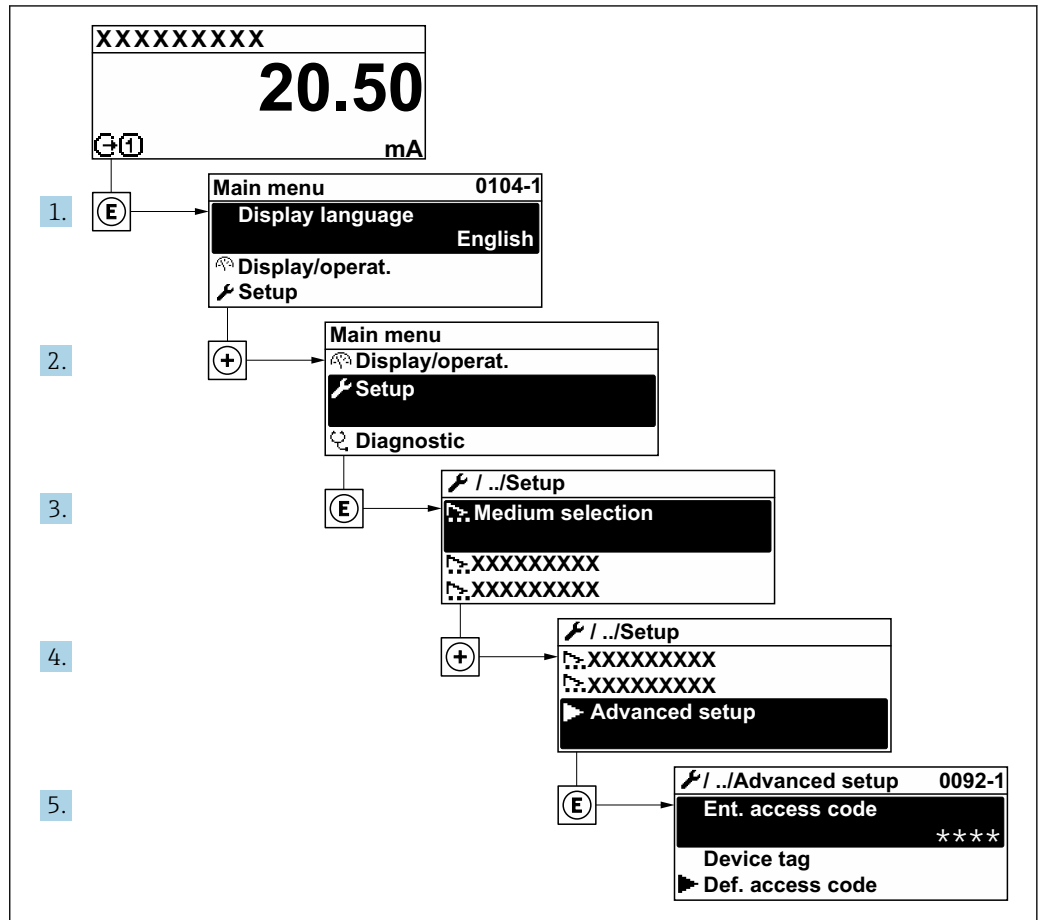 XXXXXXXXX
20.50
1 mA
1. E
Main menu 0104-1
Display language
English
Display/operat.
Setup
2. +
Main menu
Display/operat.
Setup
Diagnostic
3. E
/ ../Setup
Medium selection
XXXXXXXXX
XXXXXXXXX
4. +
/ ../Setup
XXXXXXXXX
XXXXXXXXX
Advanced setup
5. E
/ ../Advanced setup 0092-1
Ent. access code
****
Device tag
Def. access code